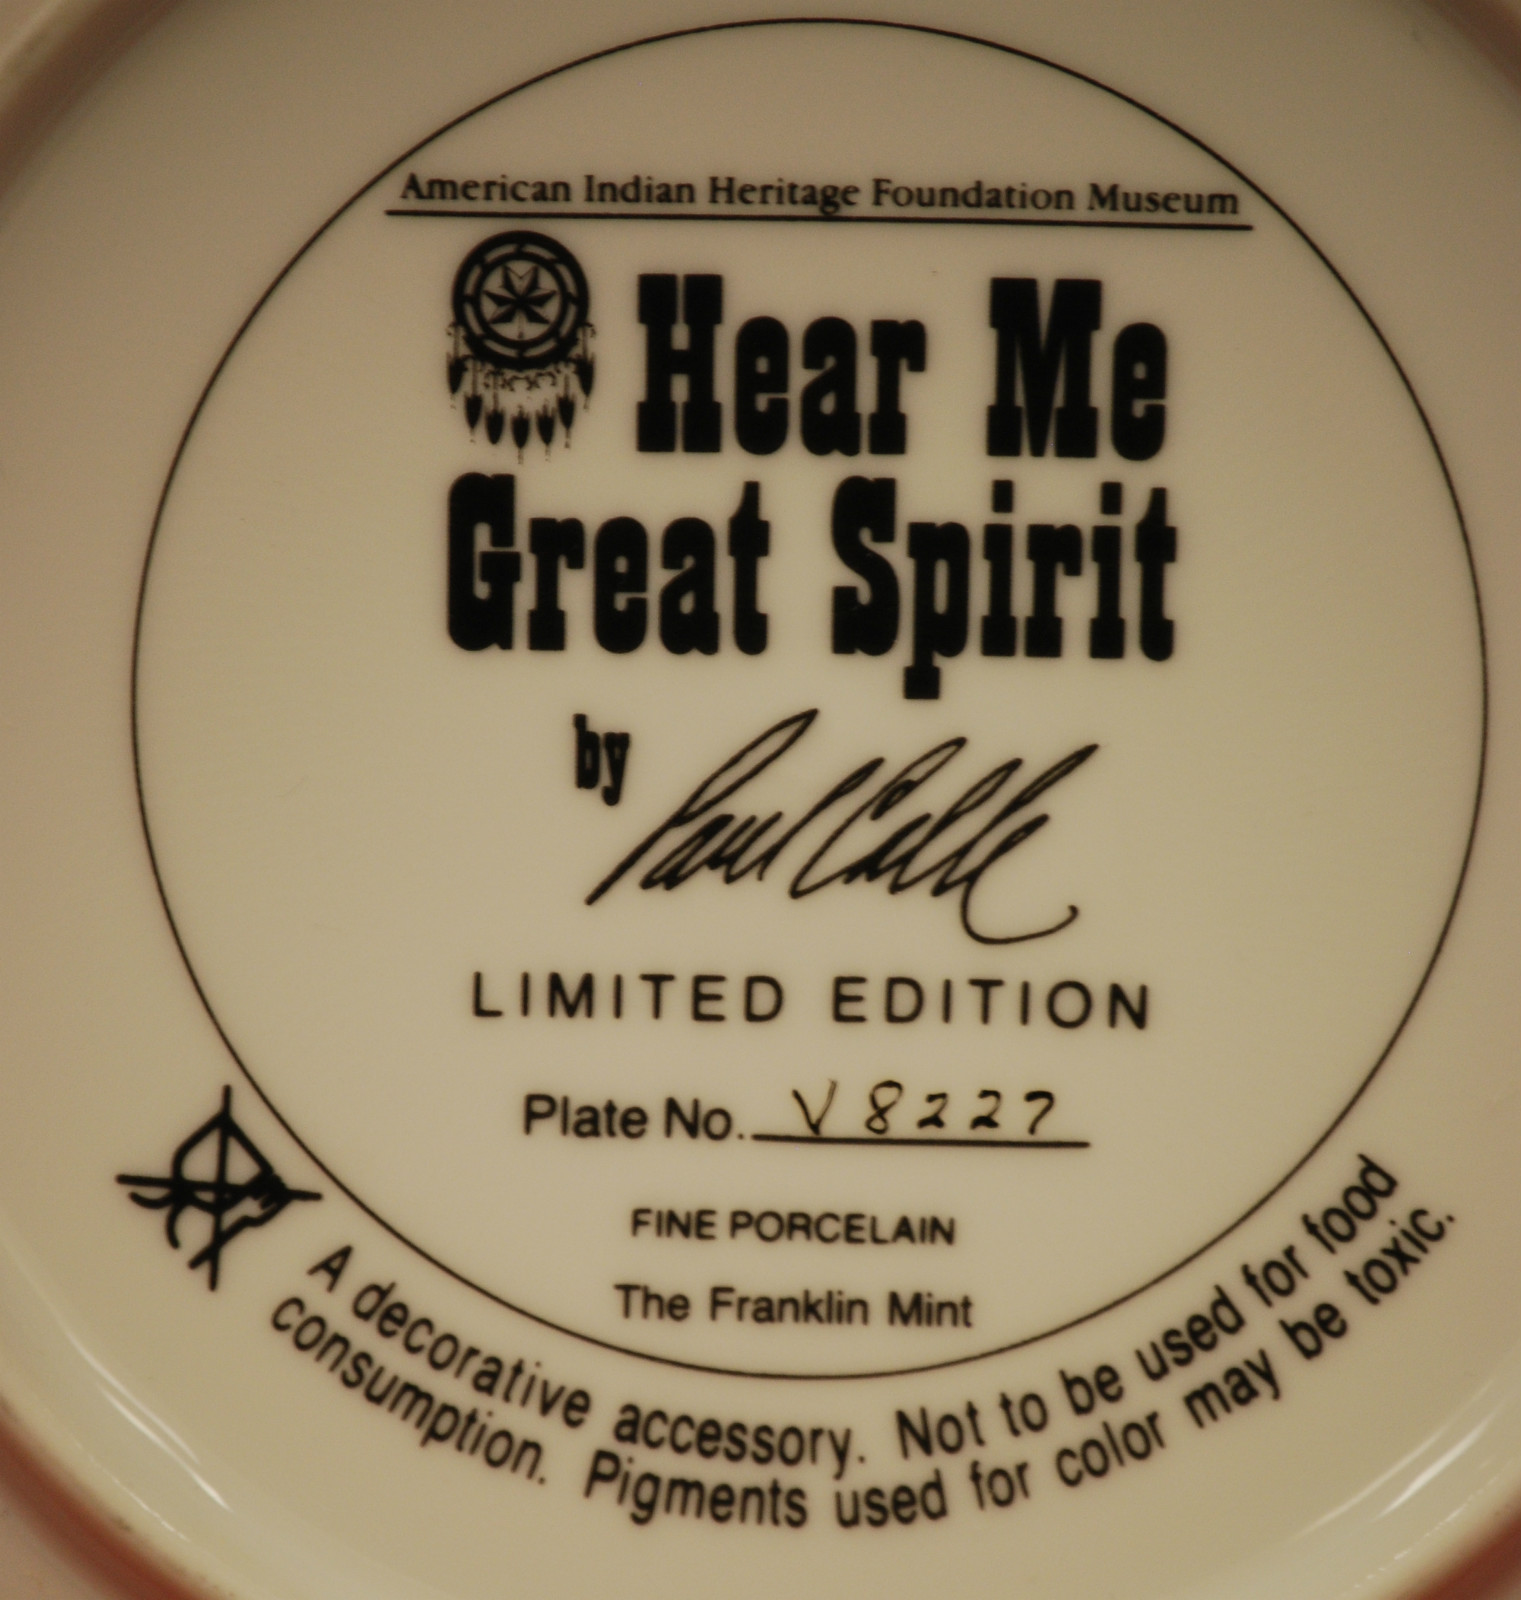 American Indian Heritage Foundation Museum
Hear Me
Great Spirit
by Paul Calle
LIMITED EDITION
Plate No. V8227
FINE PORCELAIN
The Franklin Mint
A decorative accessory. Not to be used for food
consumption. Pigments used for color may be toxic.